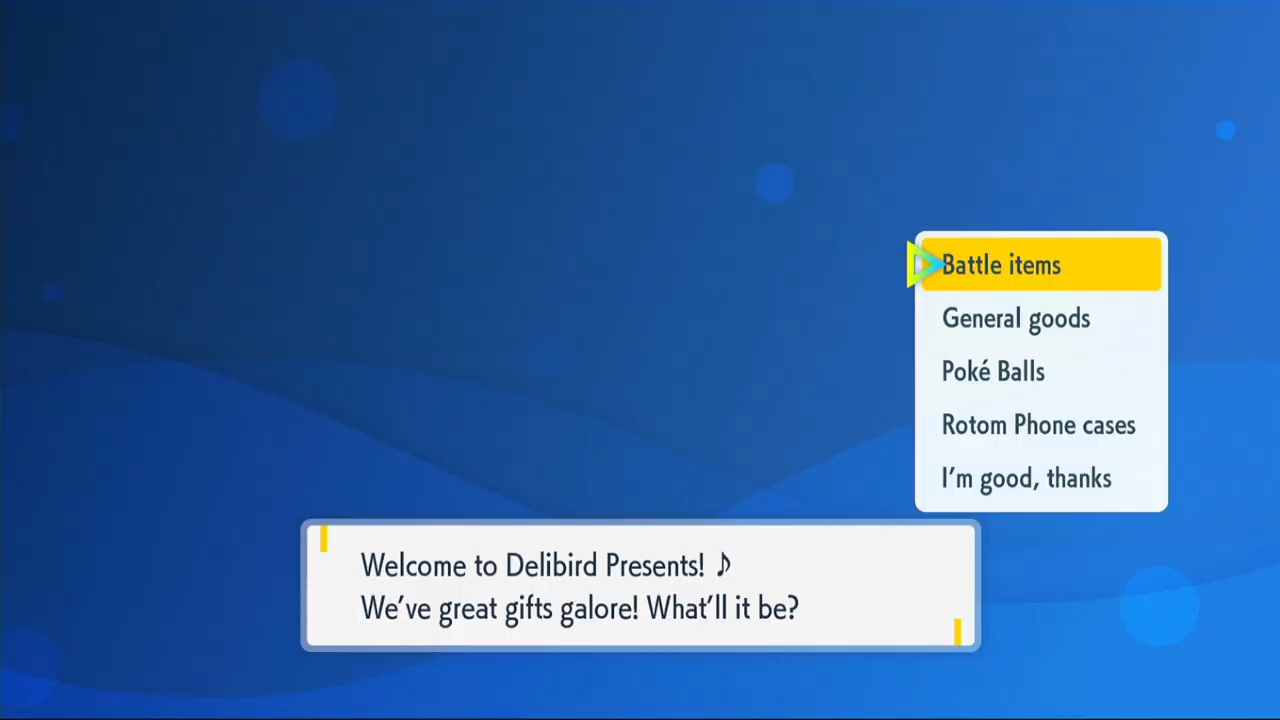 Battle items
General goods
Poké Balls
Rotom Phone cases
I'm good, thanks
Welcome to Delibird Presents! ♪
We've great gifts galore! What'll it be?